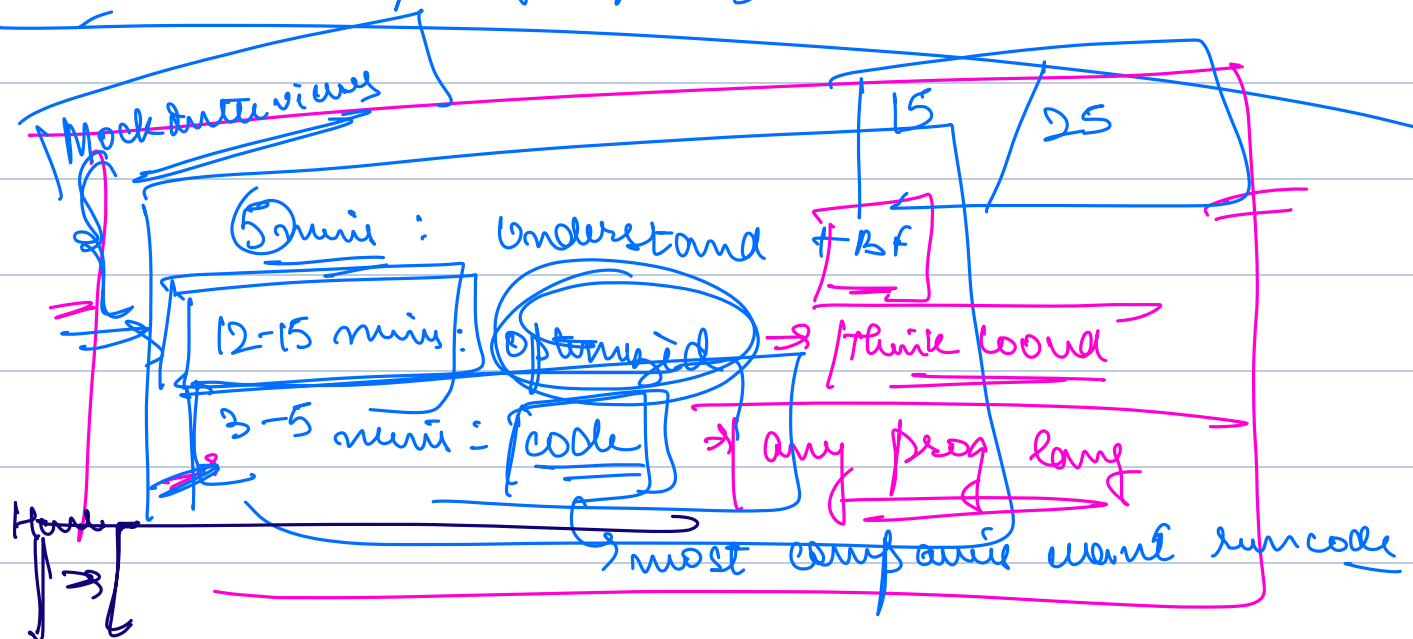 Mock Interviews
15 25
5 mins : Understand + BF
12-15 mins : Optimized → think loud
3-5 mins : code → any prog lang
most companies want run code